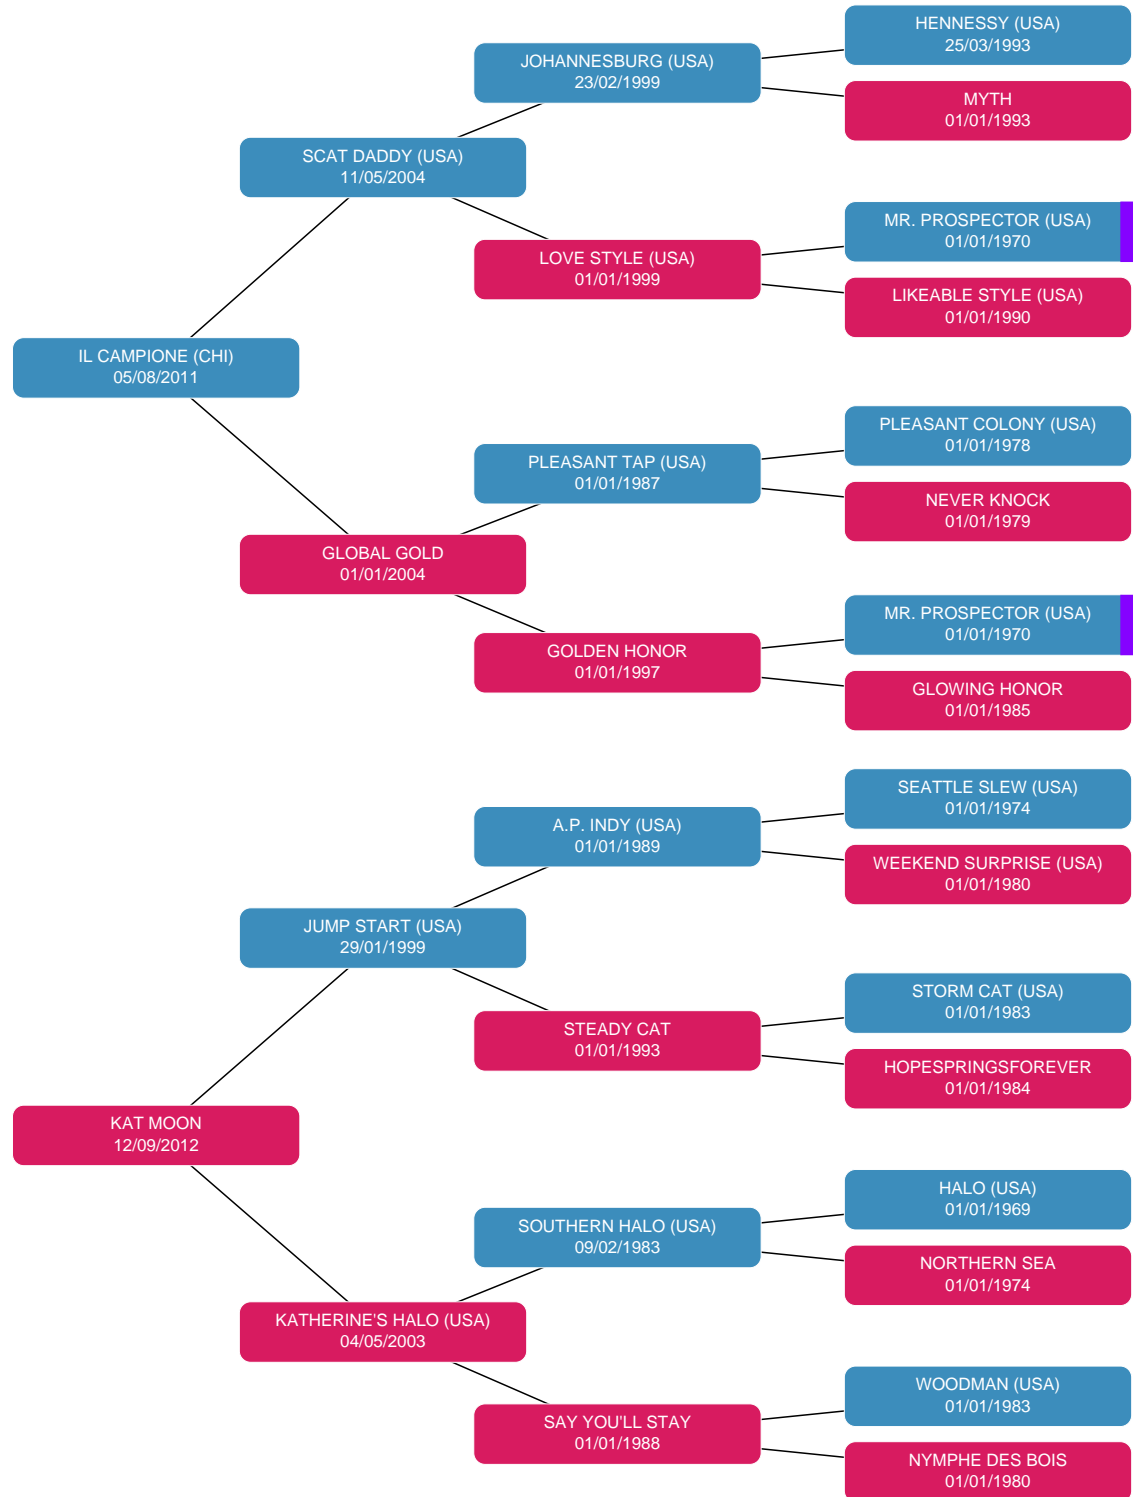 HENNESSY (USA)
25/03/1993
JOHANNESBURG (USA)
23/02/1999
MYTH
01/01/1993
SCAT DADDY (USA)
11/05/2004
MR. PROSPECTOR (USA)
01/01/1970
LOVE STYLE (USA)
01/01/1999
LIKEABLE STYLE (USA)
01/01/1990
IL CAMPIONE (CHI)
05/08/2011
PLEASANT COLONY (USA)
01/01/1978
PLEASANT TAP (USA)
01/01/1987
NEVER KNOCK
01/01/1979
GLOBAL GOLD
01/01/2004
MR. PROSPECTOR (USA)
01/01/1970
GOLDEN HONOR
01/01/1997
GLOWING HONOR
01/01/1985
SEATTLE SLEW (USA)
01/01/1974
A.P. INDY (USA)
01/01/1989
WEEKEND SURPRISE (USA)
01/01/1980
JUMP START (USA)
29/01/1999
STORM CAT (USA)
01/01/1983
STEADY CAT
01/01/1993
HOPESPRINGSFOREVER
01/01/1984
KAT MOON
12/09/2012
HALO (USA)
01/01/1969
SOUTHERN HALO (USA)
09/02/1983
NORTHERN SEA
01/01/1974
KATHERINE'S HALO (USA)
04/05/2003
WOODMAN (USA)
01/01/1983
SAY YOU'LL STAY
01/01/1988
NYMPHE DES BOIS
01/01/1980